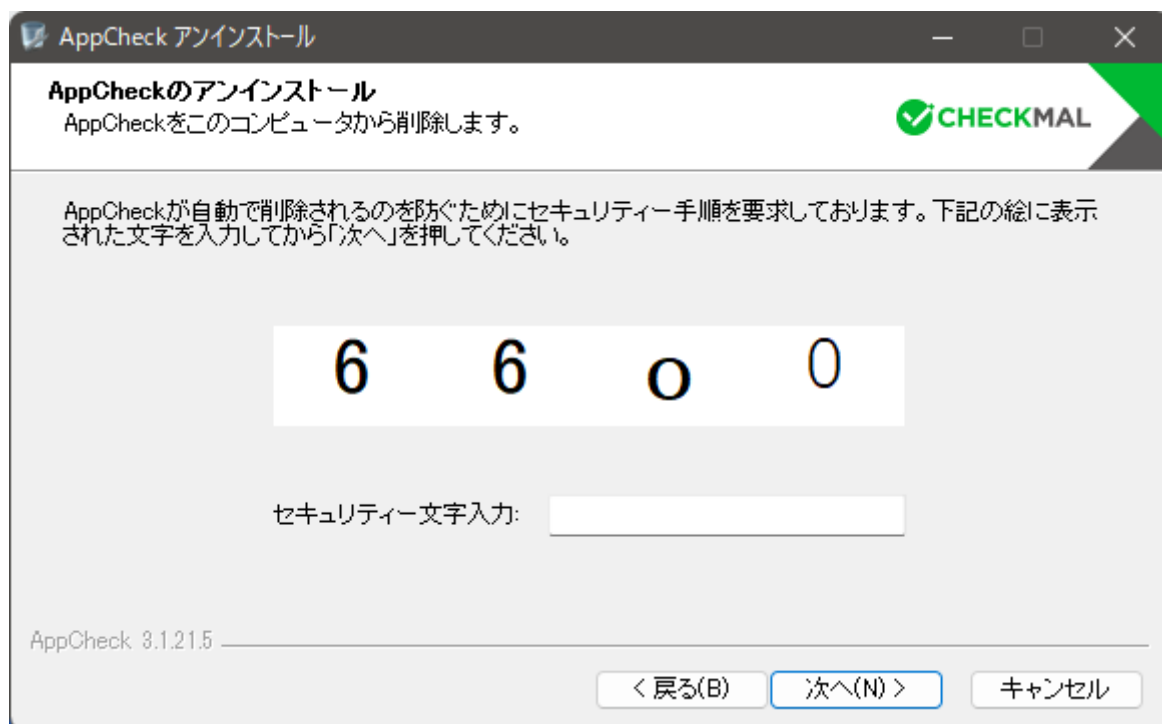 AppCheck アンインストール
AppCheckのアンインストール
AppCheckをこのコンピュータから削除します。
CHECKMAL
AppCheckが自動で削除されるのを防ぐためにセキュリティー手順を要求しております。下記の絵に表示
された文字を入力してから「次へ」を押してください。
6 6 o 0
セキュリティー文字入力:
AppCheck 3.1.21.5
< 戻る(B) 次へ(N) > キャンセル